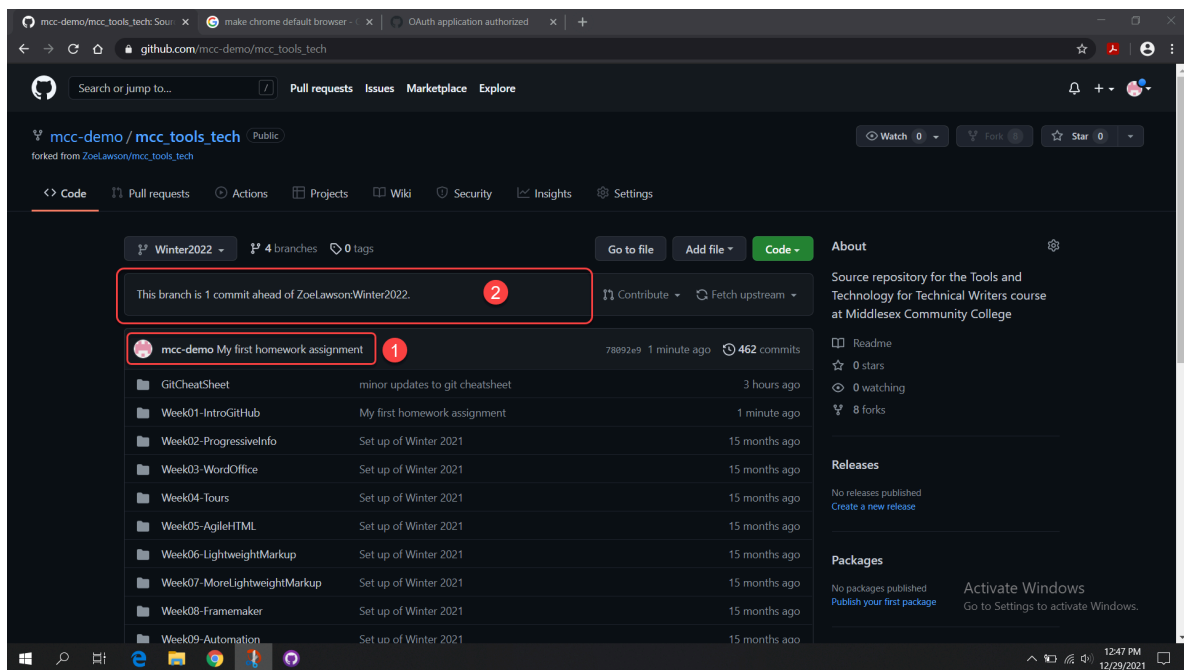 mcc-demo/mcc_tools_tech: Sour
make chrome default browser -
OAuth application authorized
github.com/mcc-demo/mcc_tools_tech
Search or jump to... / Pull requests Issues Marketplace Explore
mcc-demo / mcc_tools_tech Public
Watch 0 Fork 8 Star 0
forked from ZoeLawson/mcc_tools_tech
<> Code Pull requests Actions Projects Wiki Security Insights Settings
Winter2022 4 branches 0 tags Go to file Add file Code
This branch is 1 commit ahead of ZoeLawson:Winter2022. 2 Contribute Fetch upstream
mcc-demo My first homework assignment 1 78092e9 1 minute ago 462 commits
GitCheatSheet minor updates to git cheatsheet 3 hours ago
Week01-IntroGitHub My first homework assignment 1 minute ago
Week02-ProgressiveInfo Set up of Winter 2021 15 months ago
Week03-WordOffice Set up of Winter 2021 15 months ago
Week04-Tours Set up of Winter 2021 15 months ago
Week05-AgileHTML Set up of Winter 2021 15 months ago
Week06-LightweightMarkup Set up of Winter 2021 15 months ago
Week07-MoreLightweightMarkup Set up of Winter 2021 15 months ago
Week08-Framemaker Set up of Winter 2021 15 months ago
Week09-Automation Set up of Winter 2021 15 months ago
About
Source repository for the Tools and
Technology for Technical Writers course
at Middlesex Community College
Readme
0 stars
0 watching
8 forks
Releases
No releases published
Create a new release
Packages
No packages published
Publish your first package
Activate Windows
Go to Settings to activate Windows.
12:47 PM
12/29/2021